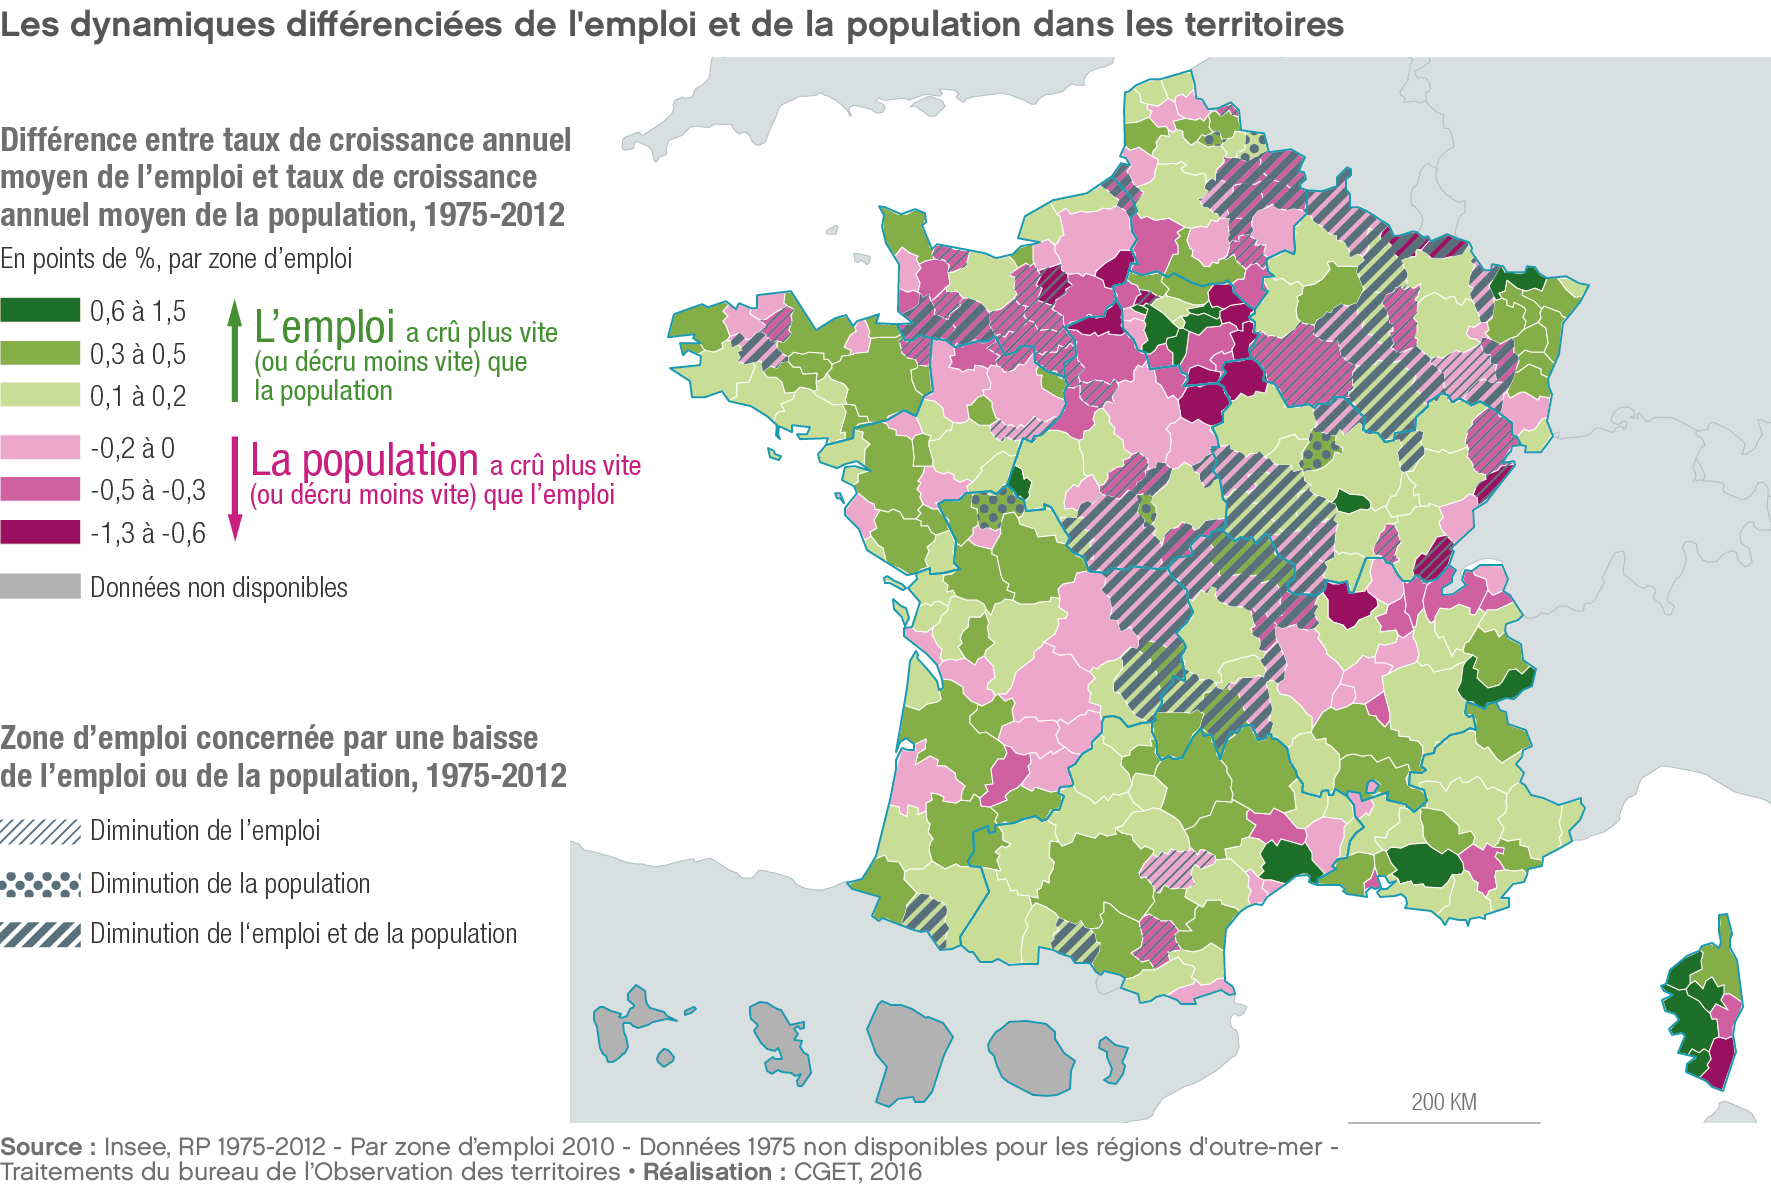 Les dynamiques différenciées de l'emploi et de la population dans les territoires
Différence entre taux de croissance annuel
moyen de l’emploi et taux de croissance
annuel moyen de la population, 1975-2012
En points de %, par zone d’emploi
0,6 à 1,5
0,3 à 0,5
0,1 à 0,2
-0,2 à 0
-0,5 à -0,3
-1,3 à -0,6
Données non disponibles
L’emploi a crû plus vite
(ou décru moins vite) que
la population
La population a crû plus vite
(ou décru moins vite) que l’emploi
Zone d’emploi concernée par une baisse
de l’emploi ou de la population, 1975-2012
Diminution de l’emploi
Diminution de la population
Diminution de l‘emploi et de la population
200 KM
Source : Insee, RP 1975-2012 - Par zone d’emploi 2010 - Données 1975 non disponibles pour les régions d'outre-mer -
Traitements du bureau de l’Observation des territoires • Réalisation : CGET, 2016